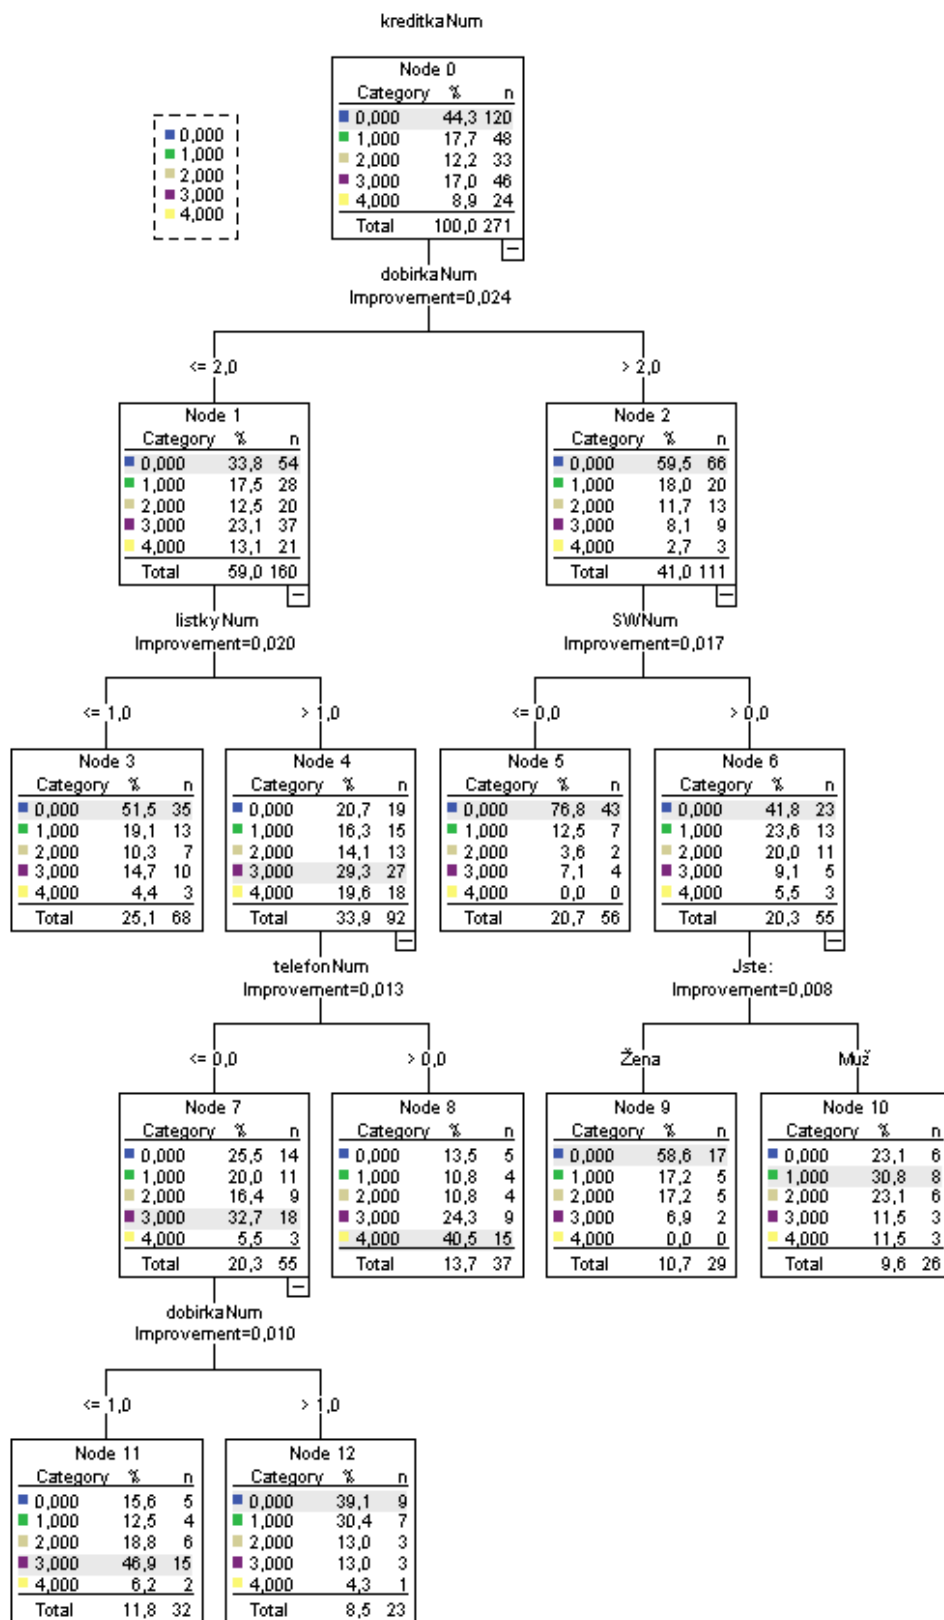 kreditkaNum
0,000
1,000
2,000
3,000
4,000
Node 0
Category % n
0,000 44,3 120
1,000 17,7 48
2,000 12,2 33
3,000 17,0 46
4,000 8,9 24
Total 100,0 271
dobirkaNum
Improvement=0,024
<= 2,0
> 2,0
Node 1
Category % n
0,000 33,8 54
1,000 17,5 28
2,000 12,5 20
3,000 23,1 37
4,000 13,1 21
Total 59,0 160
Node 2
Category % n
0,000 59,5 66
1,000 18,0 20
2,000 11,7 13
3,000 8,1 9
4,000 2,7 3
Total 41,0 111
listkyNum
Improvement=0,020
SWNum
Improvement=0,017
<= 1,0
> 1,0
<= 0,0
> 0,0
Node 3
Category % n
0,000 51,5 35
1,000 19,1 13
2,000 10,3 7
3,000 14,7 10
4,000 4,4 3
Total 25,1 68
Node 4
Category % n
0,000 20,7 19
1,000 16,3 15
2,000 14,1 13
3,000 29,3 27
4,000 19,6 18
Total 33,9 92
Node 5
Category % n
0,000 76,8 43
1,000 12,5 7
2,000 3,6 2
3,000 7,1 4
4,000 0,0 0
Total 20,7 56
Node 6
Category % n
0,000 41,8 23
1,000 23,6 13
2,000 20,0 11
3,000 9,1 5
4,000 5,5 3
Total 20,3 55
telefonNum
Improvement=0,013
Jste:
Improvement=0,008
<= 0,0
> 0,0
Žena
Muž
Node 7
Category % n
0,000 25,5 14
1,000 20,0 11
2,000 16,4 9
3,000 32,7 18
4,000 5,5 3
Total 20,3 55
Node 8
Category % n
0,000 13,5 5
1,000 10,8 4
2,000 10,8 4
3,000 24,3 9
4,000 40,5 15
Total 13,7 37
Node 9
Category % n
0,000 58,6 17
1,000 17,2 5
2,000 17,2 5
3,000 6,9 2
4,000 0,0 0
Total 10,7 29
Node 10
Category % n
0,000 23,1 6
1,000 30,8 8
2,000 23,1 6
3,000 11,5 3
4,000 11,5 3
Total 9,6 26
dobirkaNum
Improvement=0,010
<= 1,0
> 1,0
Node 11
Category % n
0,000 15,6 5
1,000 12,5 4
2,000 18,8 6
3,000 46,9 15
4,000 6,2 2
Total 11,8 32
Node 12
Category % n
0,000 39,1 9
1,000 30,4 7
2,000 13,0 3
3,000 13,0 3
4,000 4,3 1
Total 8,5 23